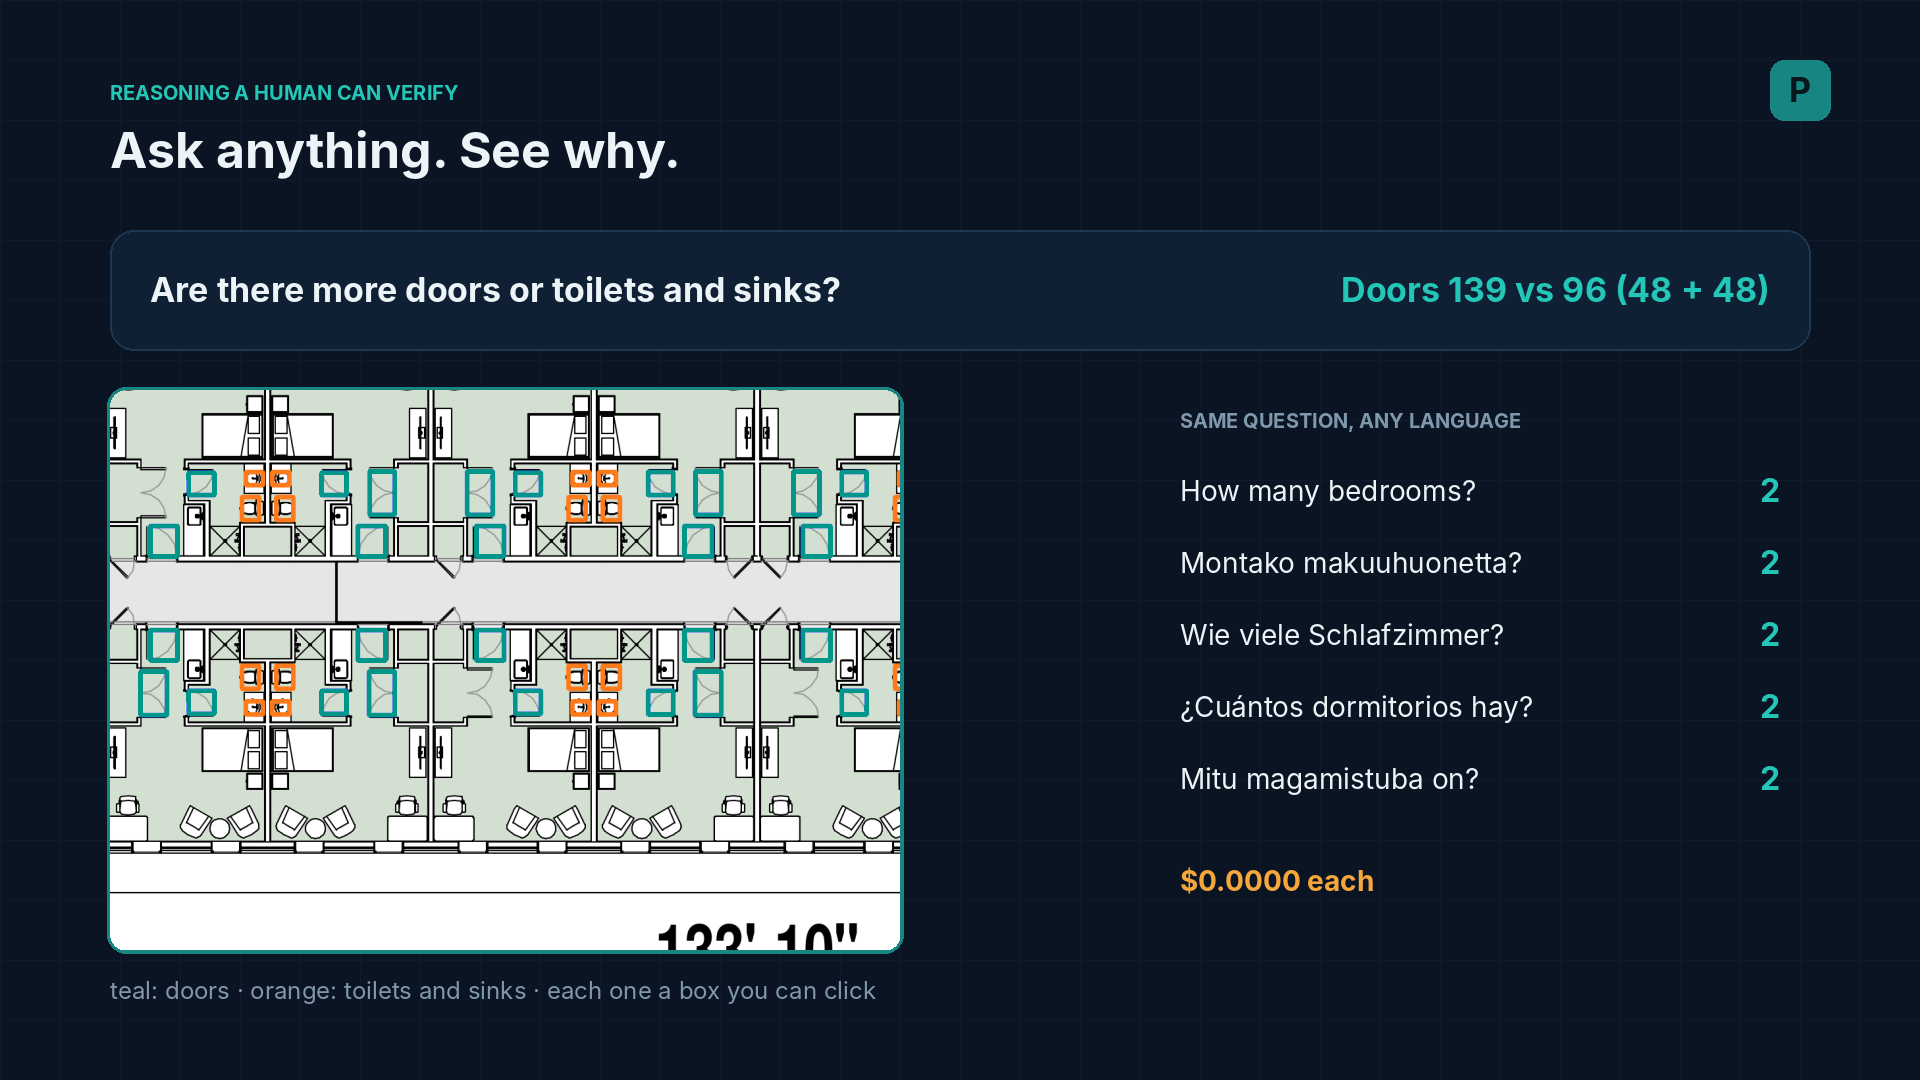 REASONING A HUMAN CAN VERIFY
P
Ask anything. See why.
Are there more doors or toilets and sinks?
Doors 139 vs 96 (48 + 48)
133' 10"
teal: doors · orange: toilets and sinks · each one a box you can click
SAME QUESTION, ANY LANGUAGE
How many bedrooms? 2
Montako makuuhuonetta? 2
Wie viele Schlafzimmer? 2
¿Cuántos dormitorios hay? 2
Mitu magamistuba on? 2
$0.0000 each